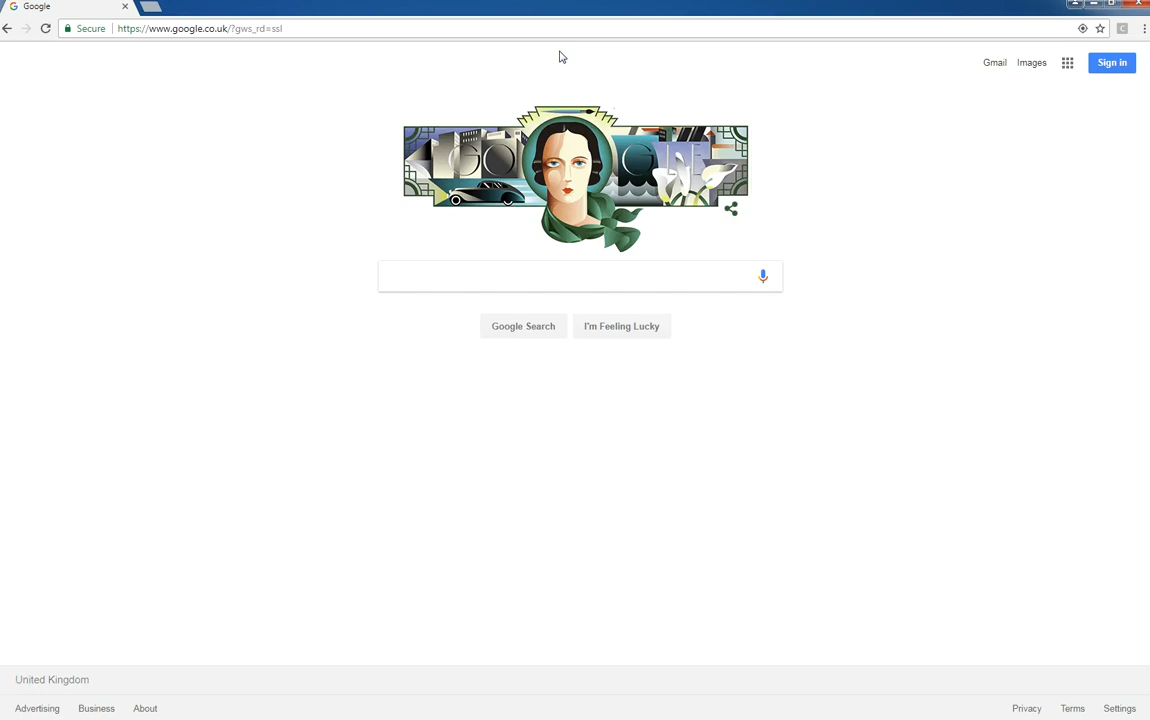 Google
Secure https://www.google.co.uk/?gws_rd=ssl
Gmail Images Sign in
Google Search I'm Feeling Lucky
United Kingdom
Advertising Business About Privacy Terms Settings